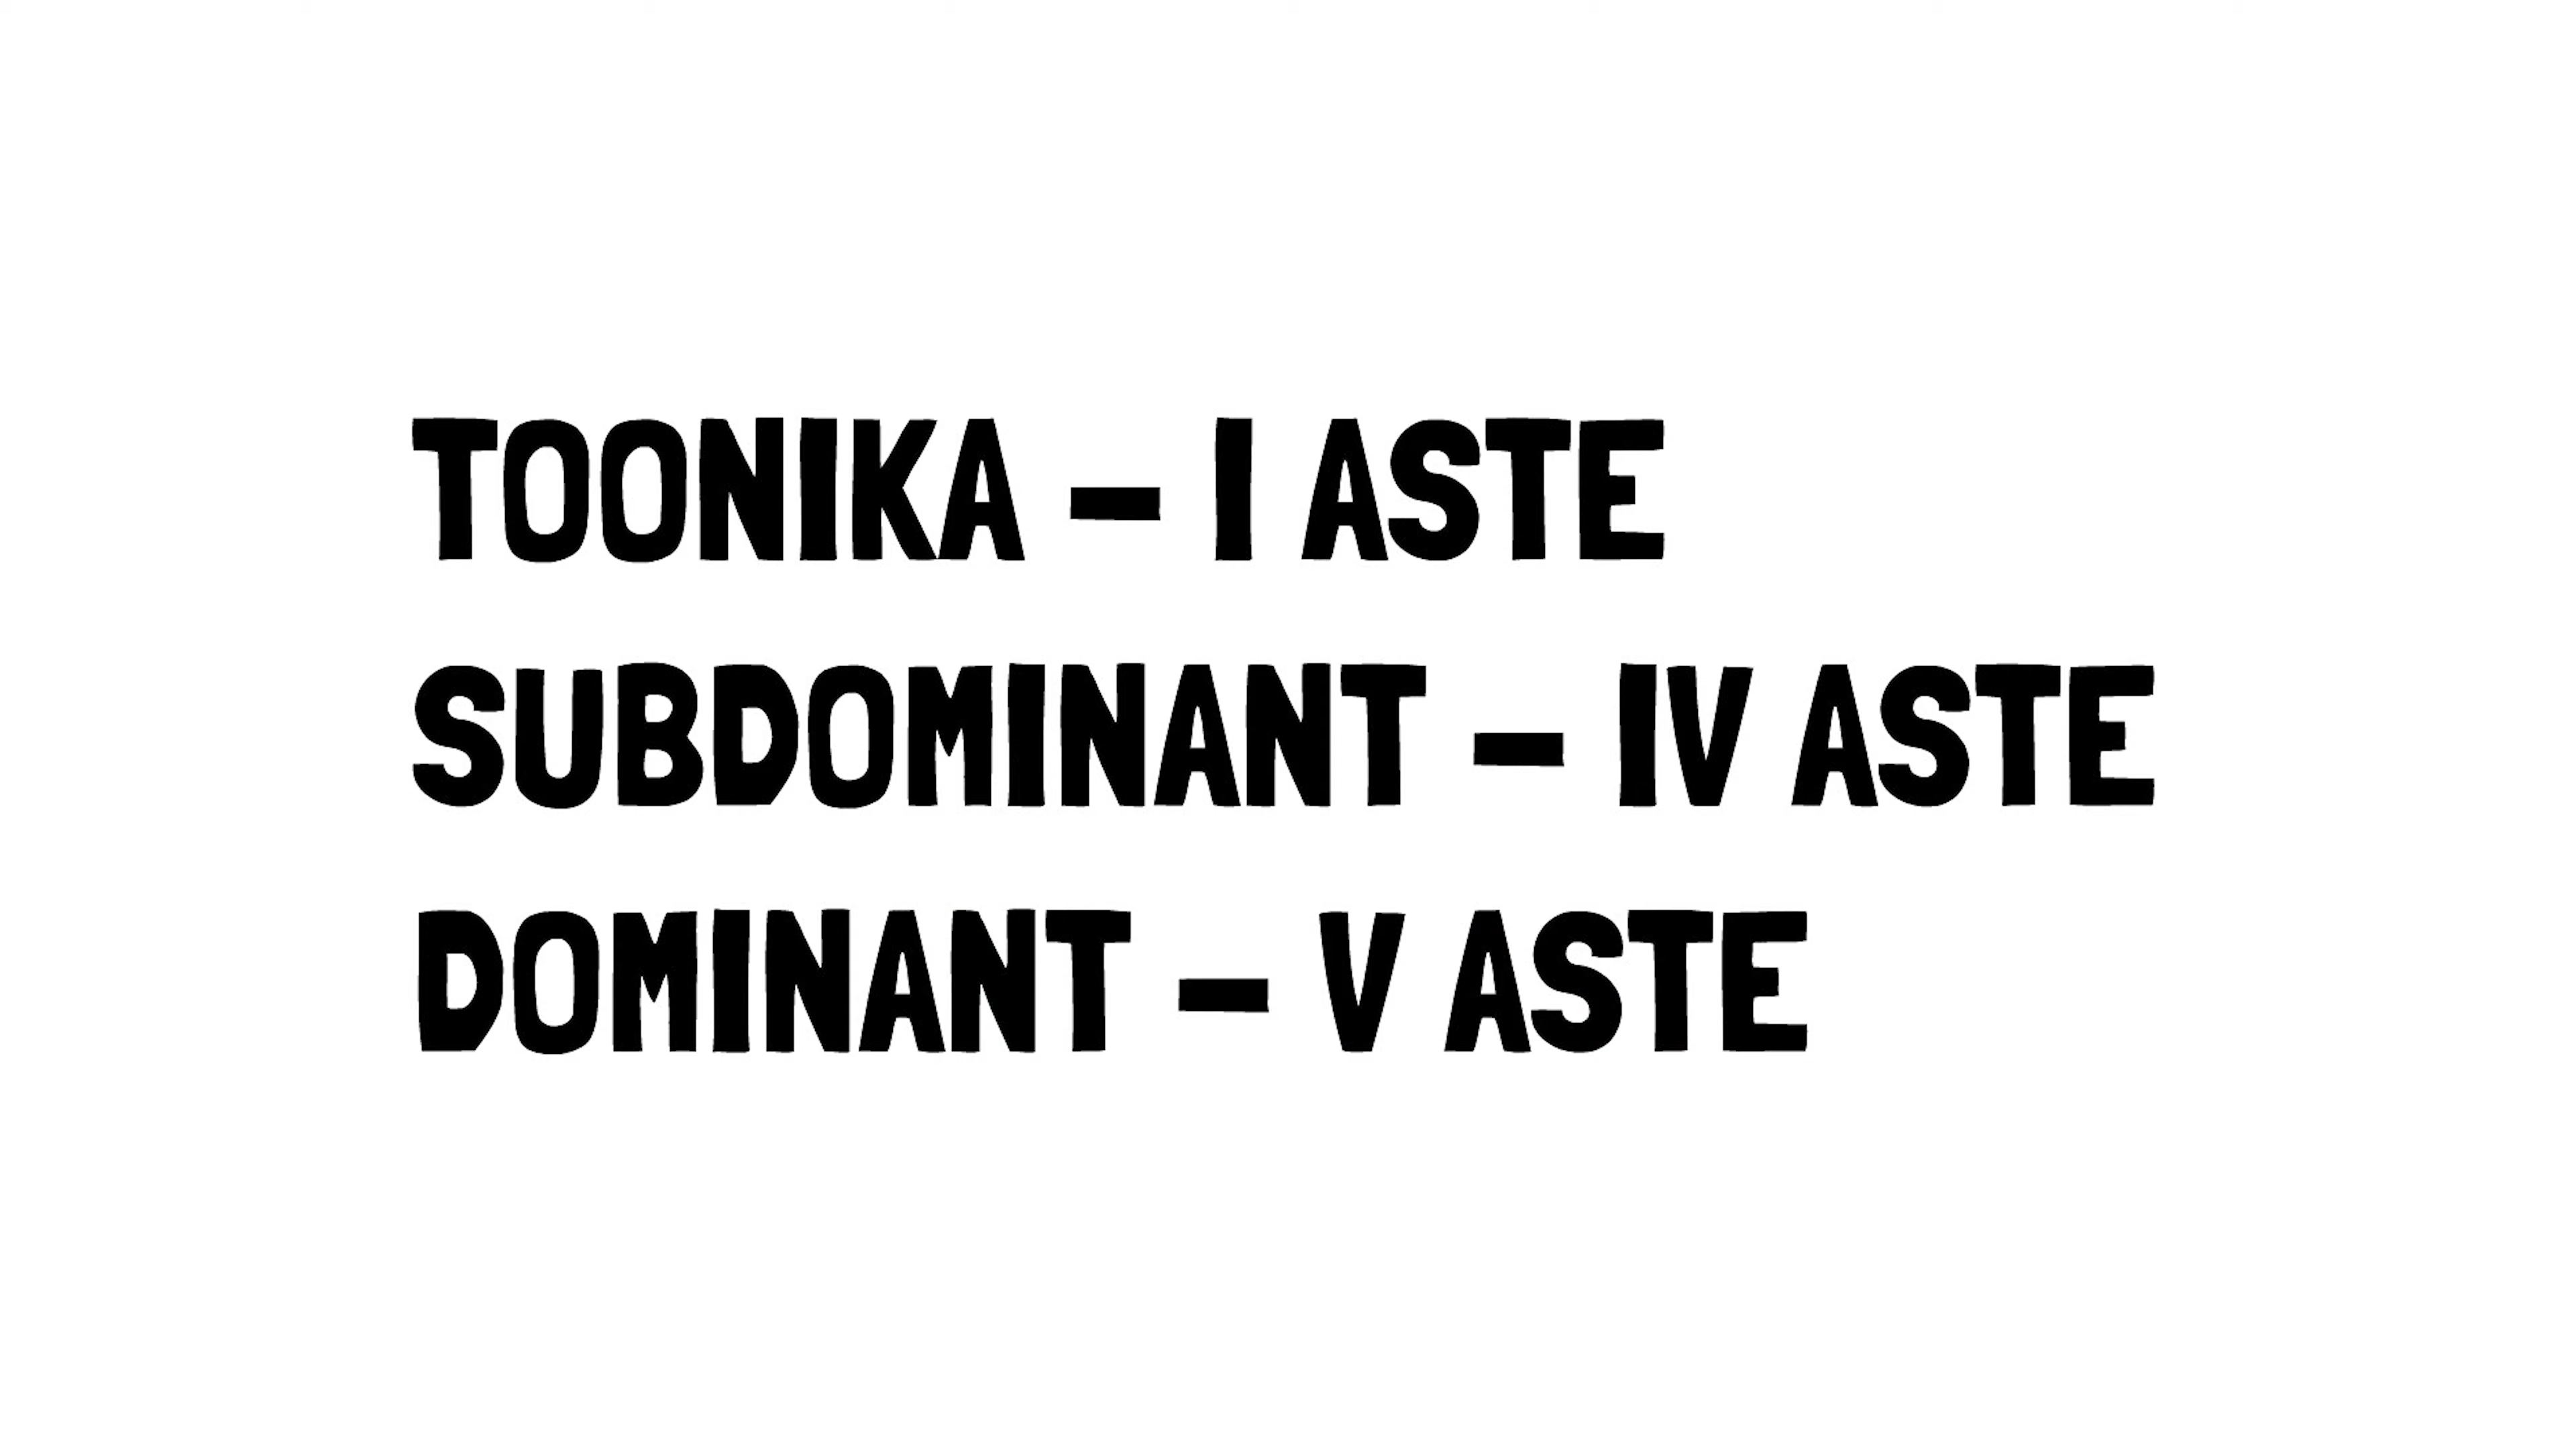 TOONIKA – I ASTE
SUBDOMINANT – IV ASTE
DOMINANT – V ASTE